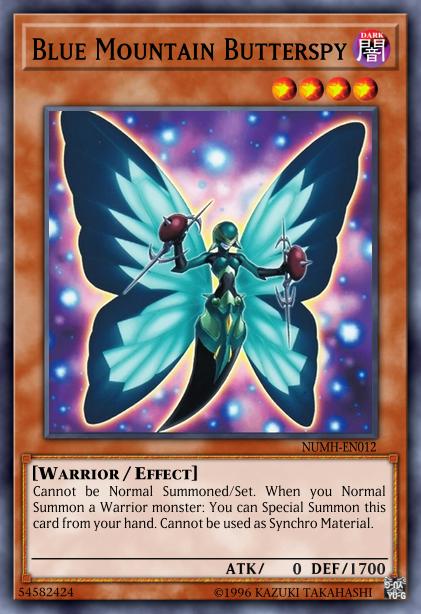 BLUE MOUNTAIN BUTTERSPY
DARK
闇
NUMH-EN012
[WARRIOR / EFFECT]
Cannot be Normal Summoned/Set. When you Normal
Summon a Warrior monster: You can Special Summon this
card from your hand. Cannot be used as Synchro Material.
ATK/ 0 DEF/1700
54582424
©1996 KAZUKI TAKAHASHI